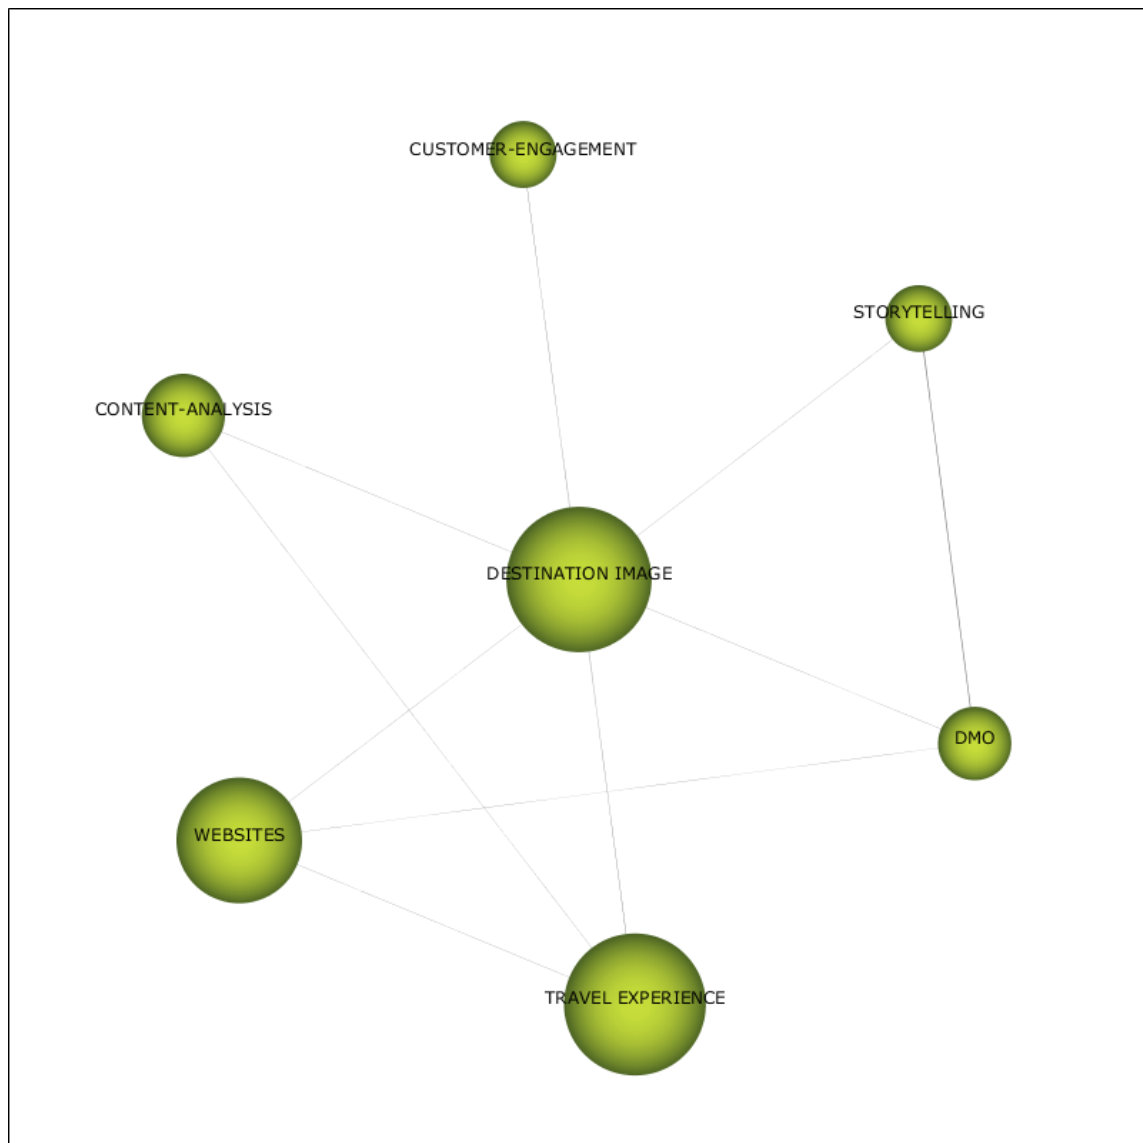 CUSTOMER-ENGAGEMENT
STORYTELLING
CONTENT-ANALYSIS
DESTINATION IMAGE
DMO
WEBSITES
TRAVEL EXPERIENCE